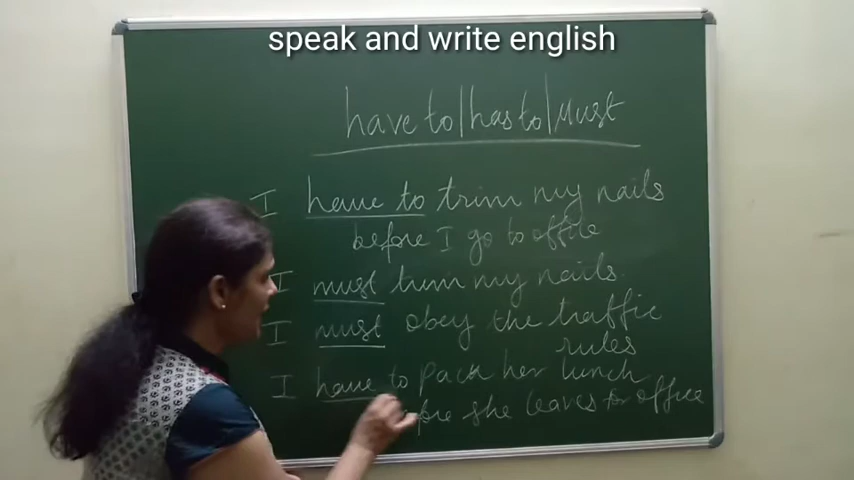 speak and write english
have to/has to/Must
I have to trim my nails
before I go to office
I must trim my nails.
I must obey the traffic
rules
I have to pack her lunch
she leaves for office